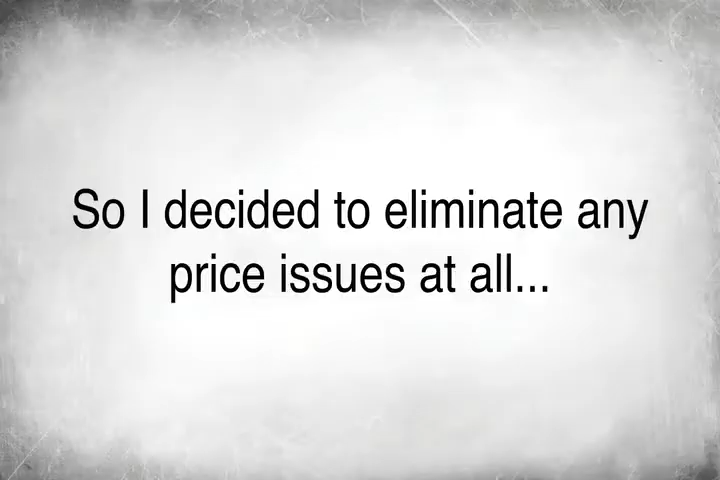 So I decided to eliminate any
price issues at all...